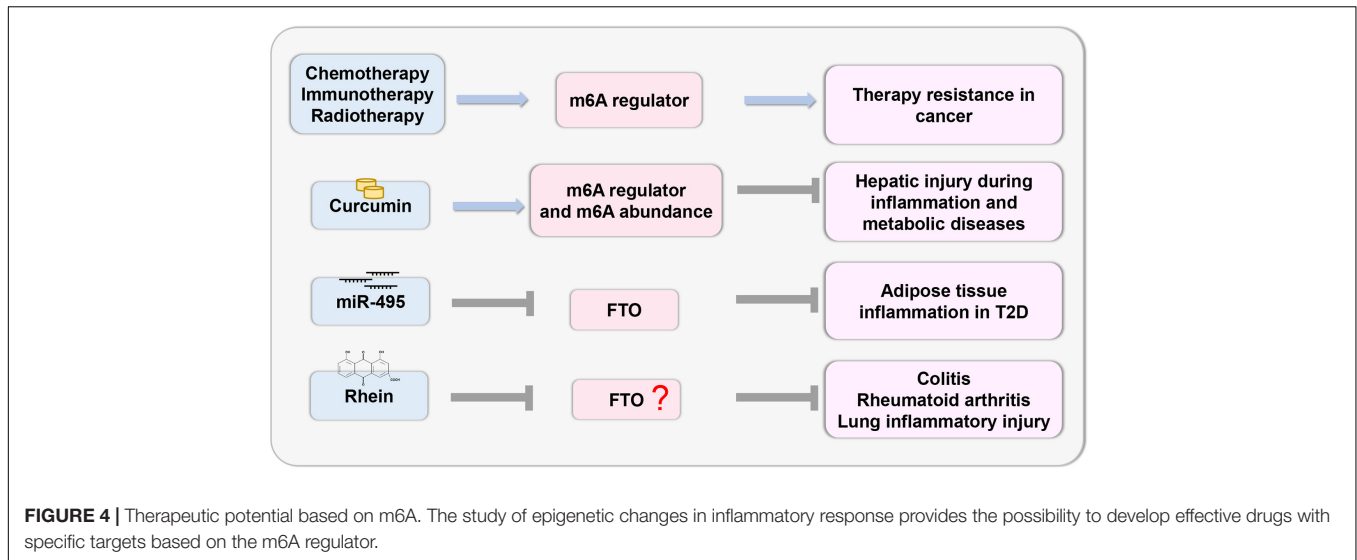 Chemotherapy
Immunotherapy
Radiotherapy
m6A regulator
Therapy resistance in
cancer
Curcumin
m6A regulator
and m6A abundance
Hepatic injury during
inflammation and
metabolic diseases
miR-495
FTO
Adipose tissue
inflammation in T2D
OH
O
OH
O
COOH
Rhein
FTO ?
Colitis
Rheumatoid arthritis
Lung inflammatory injury
FIGURE 4 | Therapeutic potential based on m6A. The study of epigenetic changes in inflammatory response provides the possibility to develop effective drugs with
specific targets based on the m6A regulator.